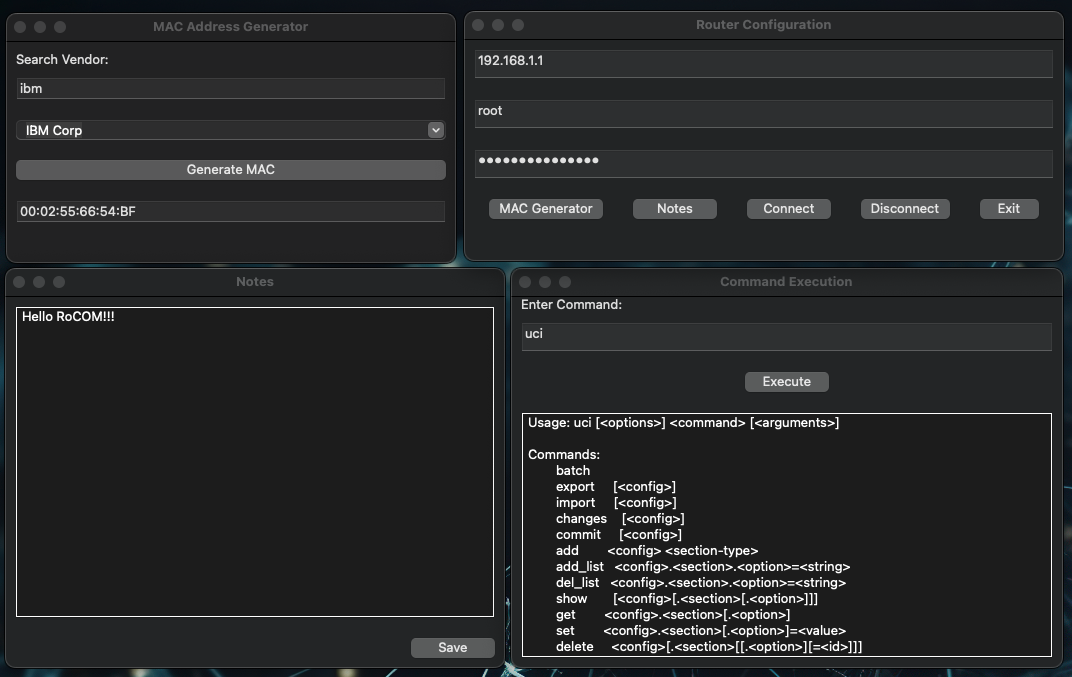 MAC Address Generator
Search Vendor:
ibm
IBM Corp
Generate MAC
00:02:55:66:54:BF
Router Configuration
192.168.1.1
root
●●●●●●●●●●●●●●●
MAC Generator Notes Connect Disconnect Exit
Notes
Hello RoCOM!!!
Save
Command Execution
Enter Command:
uci
Execute
Usage: uci [<options>] <command> [<arguments>]
Commands:
batch
export [<config>]
import [<config>]
changes [<config>]
commit [<config>]
add <config> <section-type>
add_list <config>.<section>.<option>=<string>
del_list <config>.<section>.<option>=<string>
show [<config>[.<section>[.<option>]]]
get <config>.<section>[.<option>]
set <config>.<section>[.<option>]=<value>
delete <config>[.<section>[[.<option>][=<id>]]]